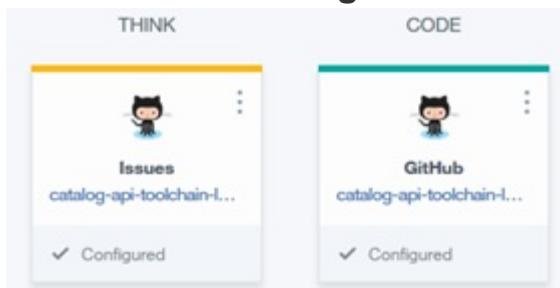 THINK
CODE
Issues
catalog-api-toolchain-l...
Configured
GitHub
catalog-api-toolchain-l...
Configured